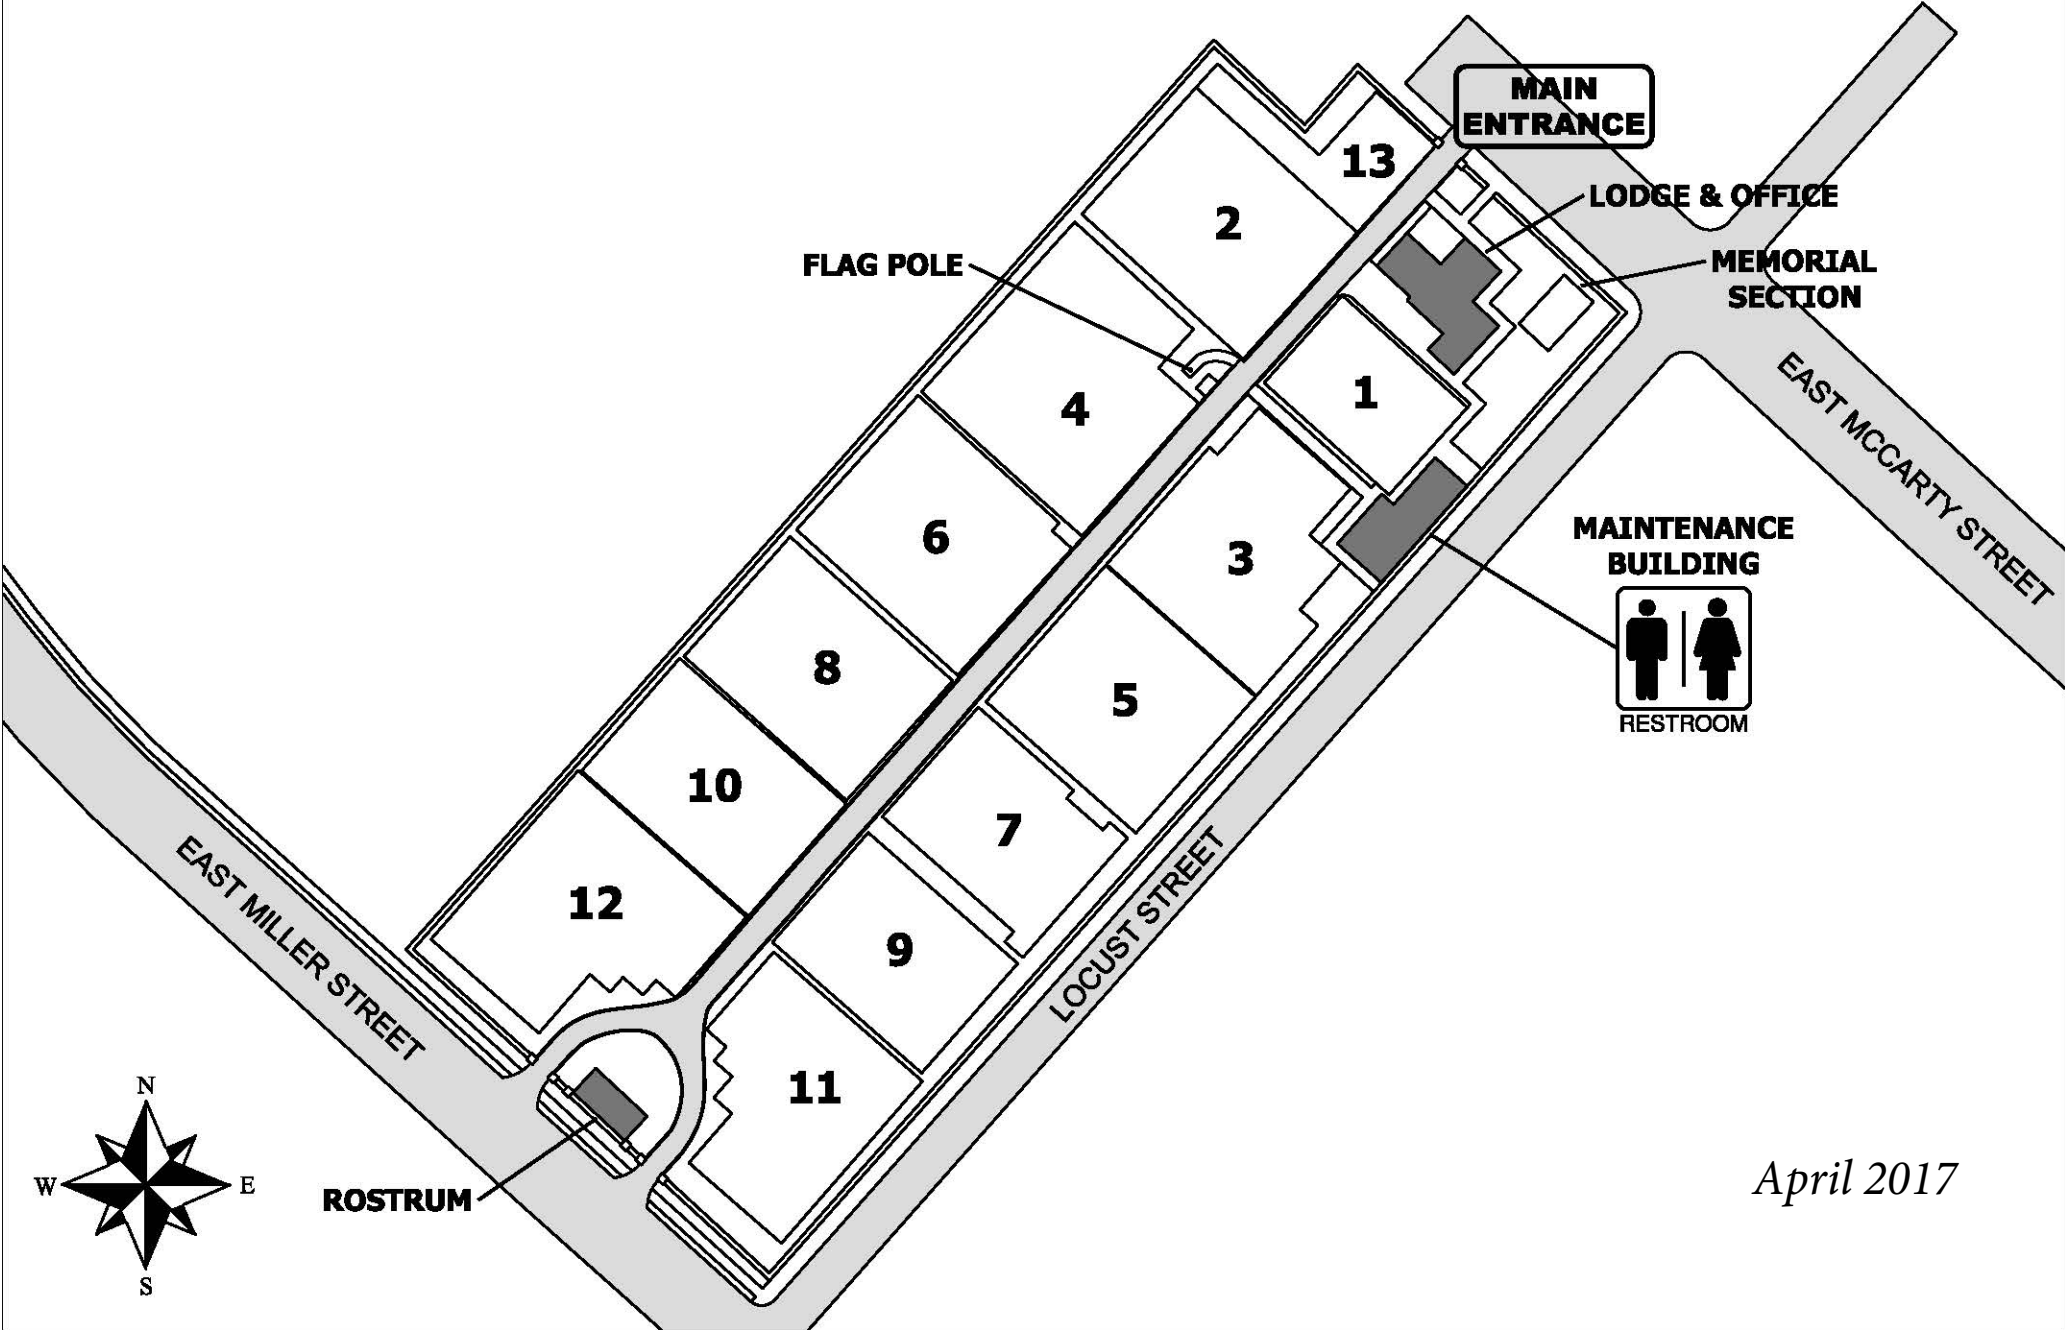 MAIN
ENTRANCE
13
LODGE & OFFICE
2
MEMORIAL
SECTION
FLAG POLE
1
4
EAST MCCARTY STREET
6
3
MAINTENANCE
BUILDING
RESTROOM
8
5
10
7
12
9
LOCUST STREET
EAST MILLER STREET
11
N
W
E
S
ROSTRUM
April 2017